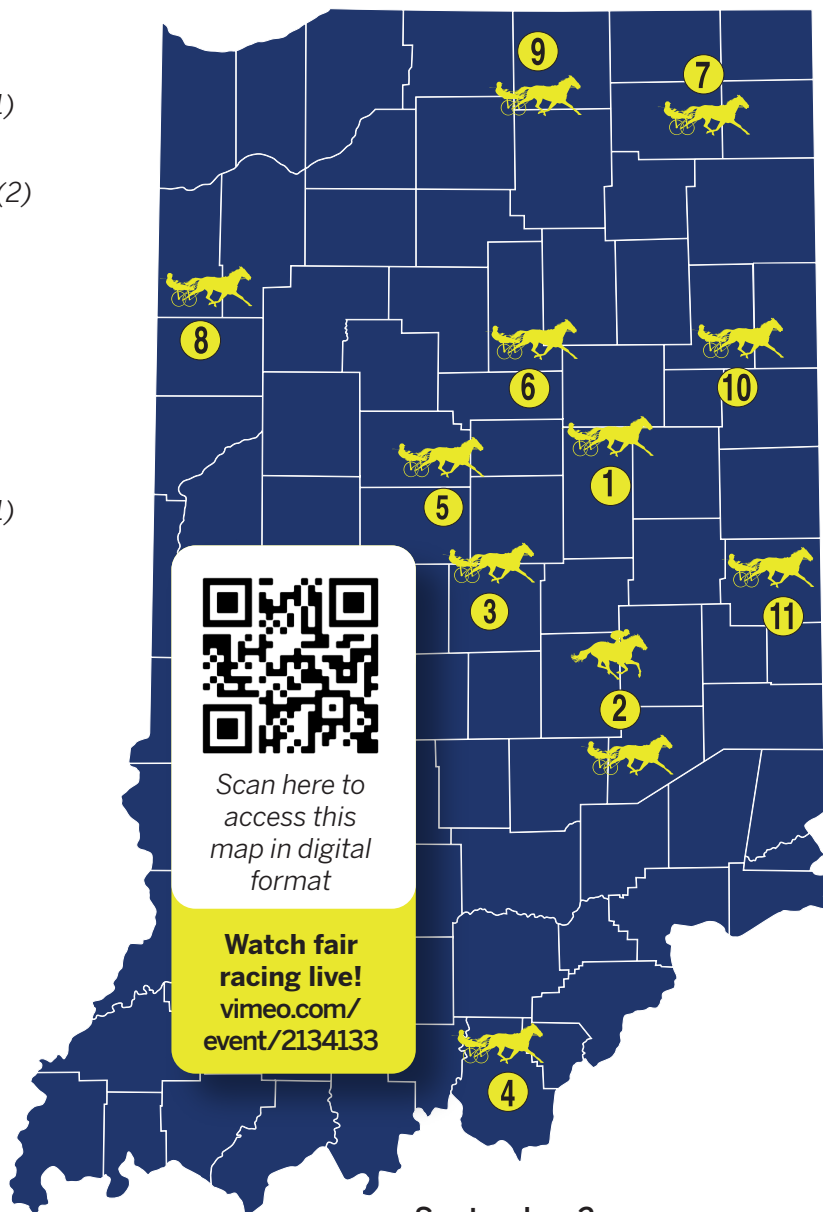 9
7
)
(2)
8
6
10
5
1
)
3
11
2
Scan here to
access this
map in digital
format
Watch fair
racing live!
vimeo.com/
event/2134133
4